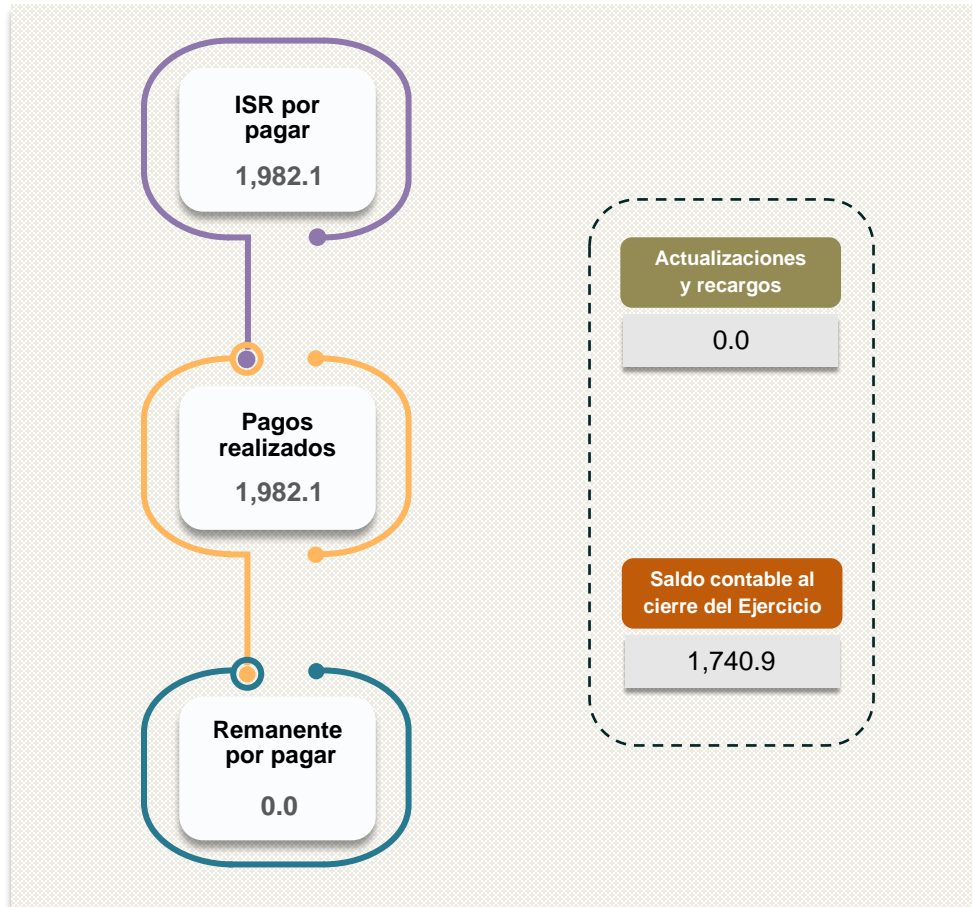 ISR por
pagar
1,982.1
Pagos
realizados
1,982.1
Remanente
por pagar
0.0
Actualizaciones
y recargos
0.0
Saldo contable al
cierre del Ejercicio
1,740.9